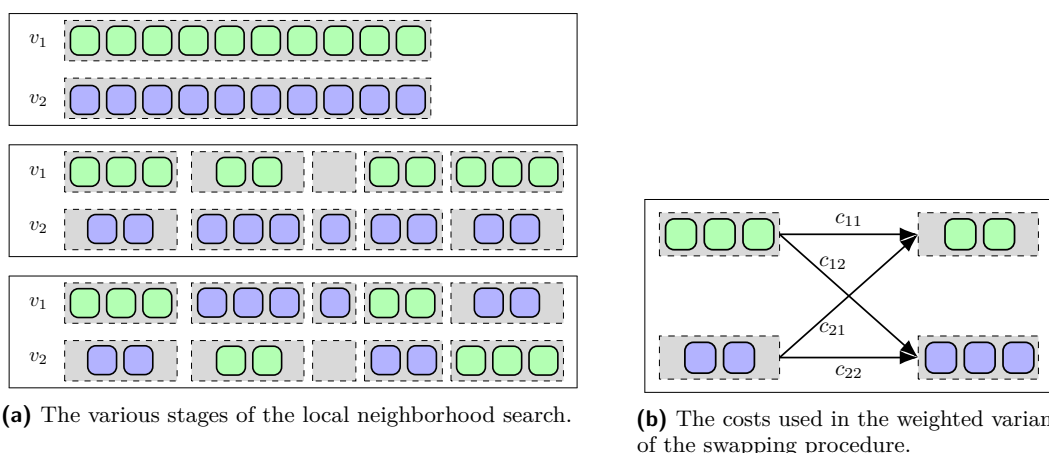 v1
v2
v1
v2
v1
v2
(a) The various stages of the local neighborhood search.
c11
c12
c21
c22
(b) The costs used in the weighted varian
of the swapping procedure.